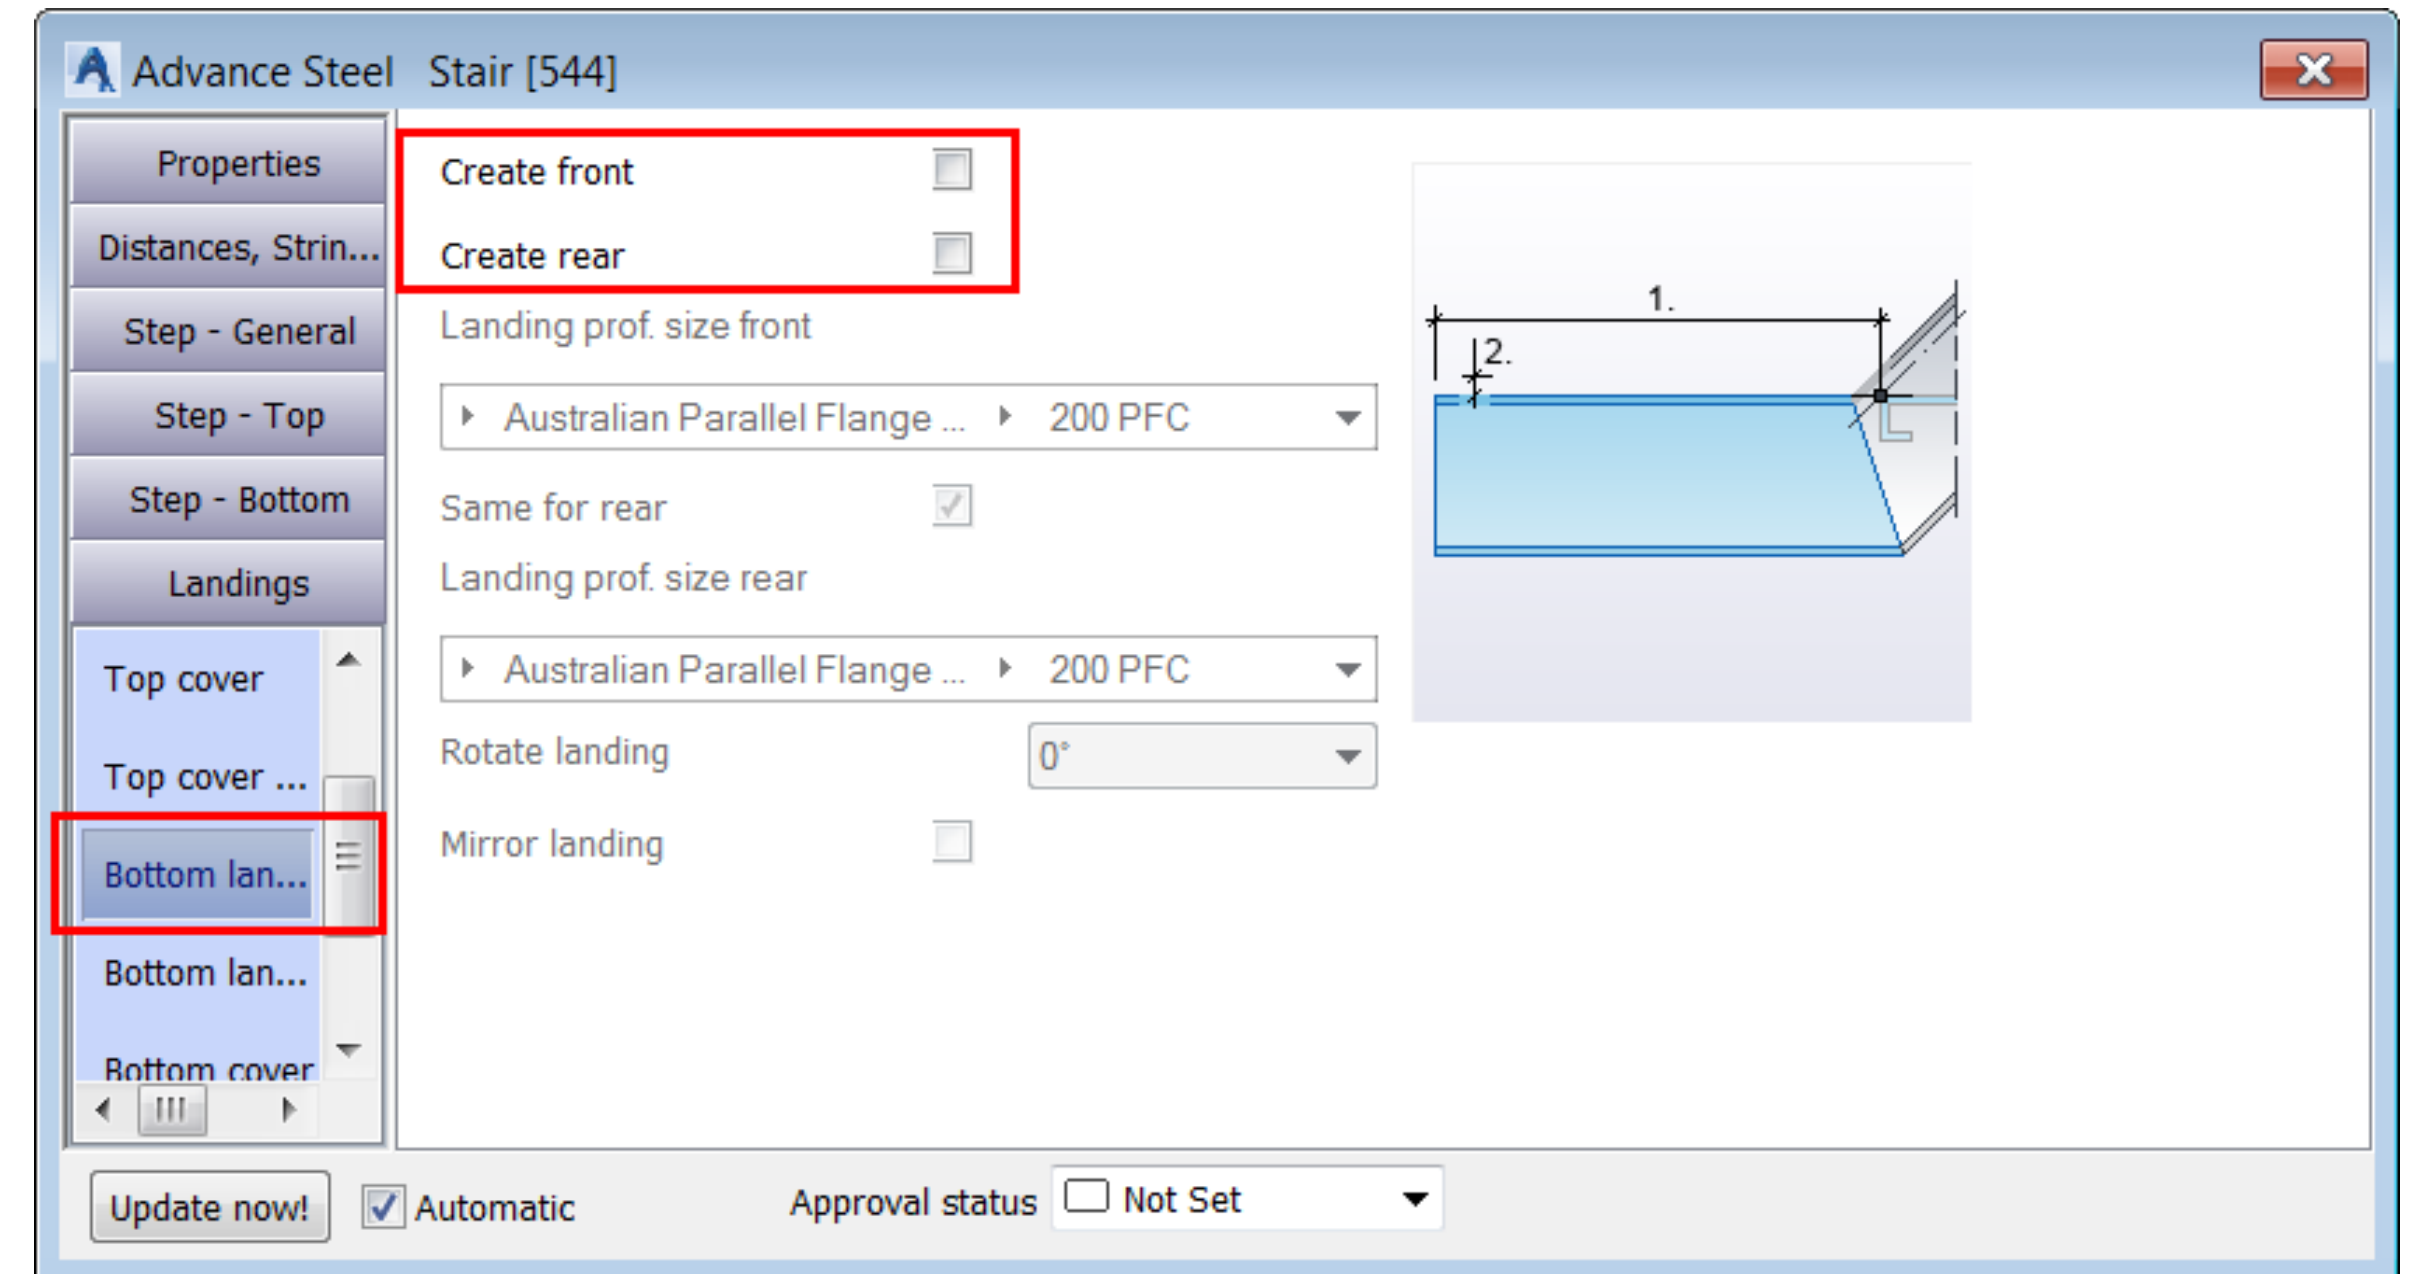 Advance Steel   Stair [544]
Properties
Distances, Strin...
Step - General
Step - Top
Step - Bottom
Landings
Top cover
Top cover ...
Bottom lan...
Bottom lan...
Bottom cover
Create front
Create rear
Landing prof. size front
Australian Parallel Flange ... 200 PFC
Same for rear
Landing prof. size rear
Australian Parallel Flange ... 200 PFC
Rotate landing 0°
Mirror landing
1.
2.
Update now! Automatic Approval status Not Set